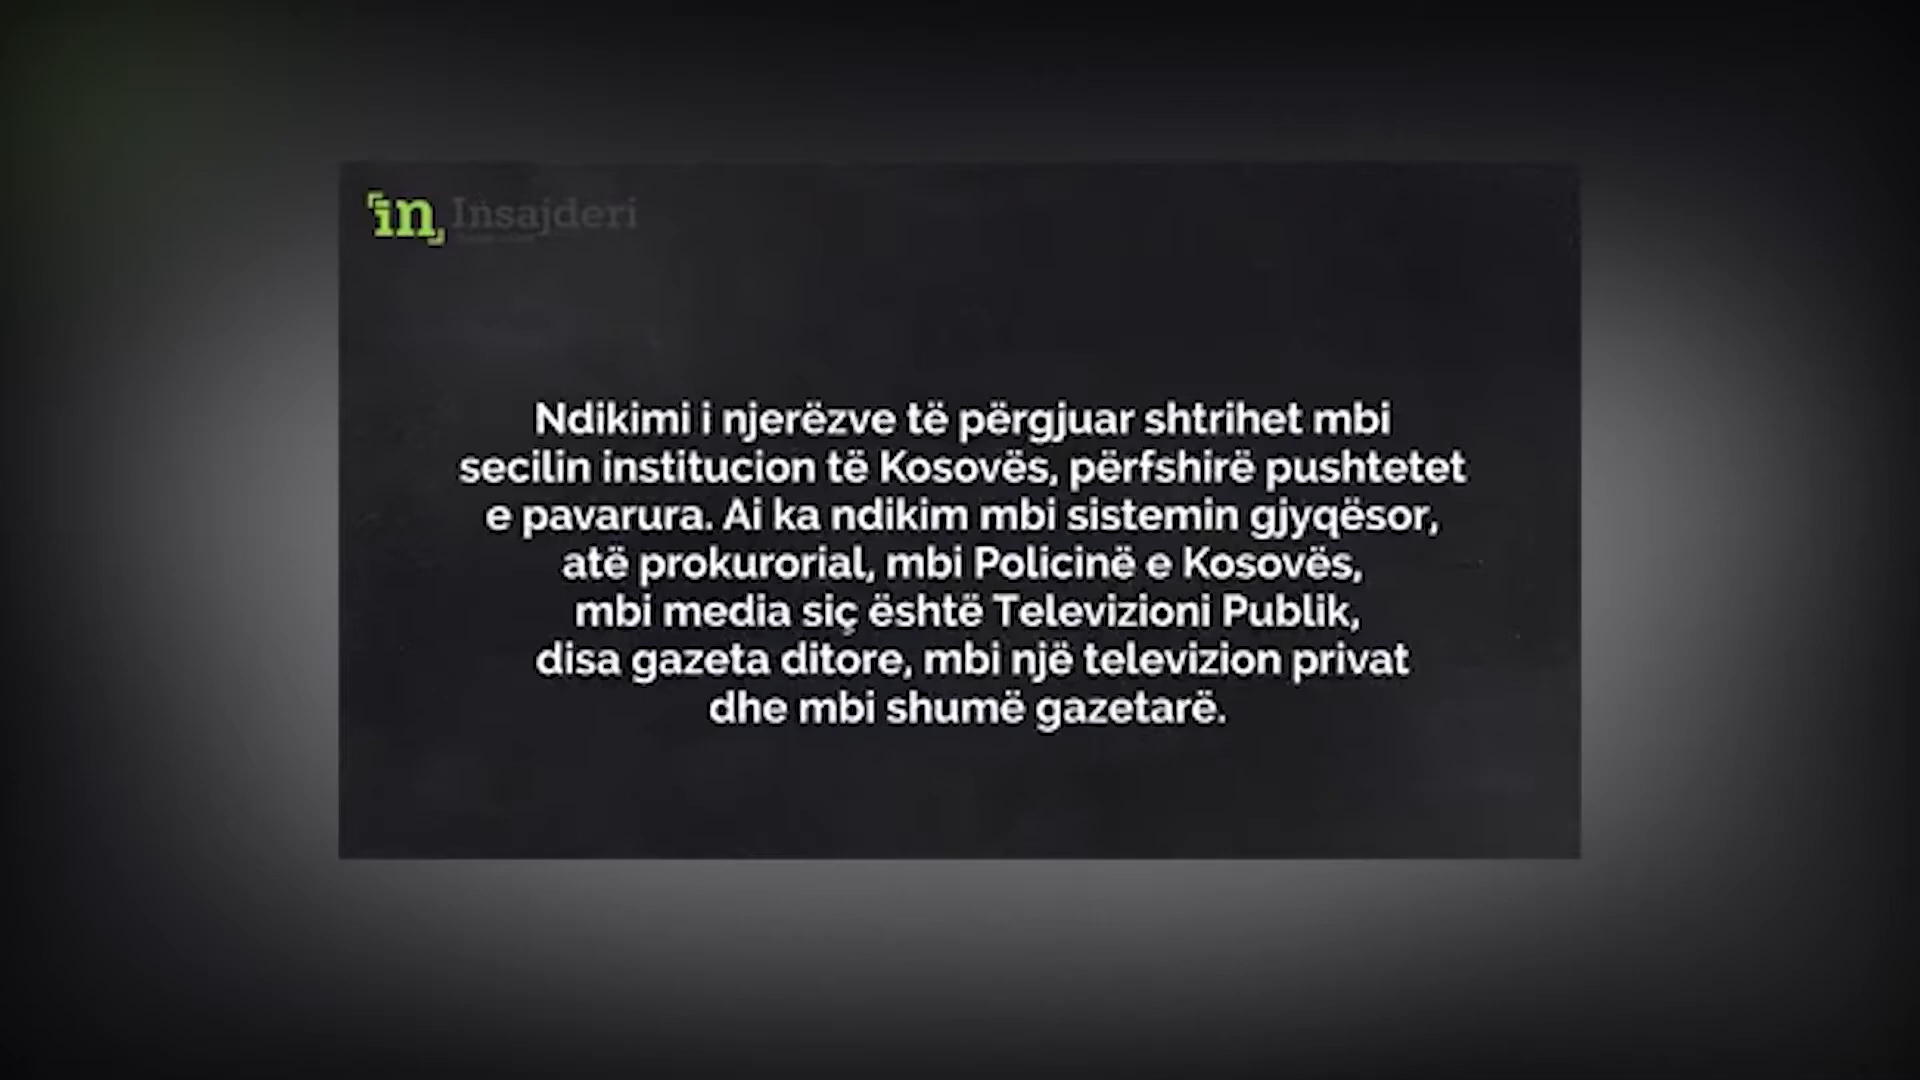 in Insajderi
Ndikimi i njerëzve të përgjuar shtrihet mbi
secilin institucion të Kosovës, përfshirë pushtetet
e pavarura. Ai ka ndikim mbi sistemin gjyqësor,
atë prokurorial, mbi Policinë e Kosovës,
mbi media siç është Televizioni Publik,
disa gazeta ditore, mbi një televizion privat
dhe mbi shumë gazetarë.